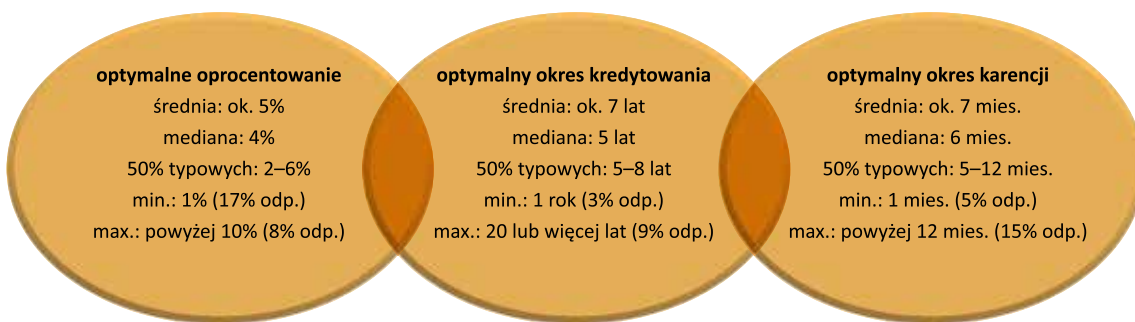 optymalne oprocentowanie
średnia: ok. 5%
mediana: 4%
50% typowych: 2–6%
min.: 1% (17% odp.)
max.: powyżej 10% (8% odp.)
optymalny okres kredytowania
średnia: ok. 7 lat
mediana: 5 lat
50% typowych: 5–8 lat
min.: 1 rok (3% odp.)
max.: 20 lub więcej lat (9% odp.)
optymalny okres karencji
średnia: ok. 7 mies.
mediana: 6 mies.
50% typowych: 5–12 mies.
min.: 1 mies. (5% odp.)
max.: powyżej 12 mies. (15% odp.)